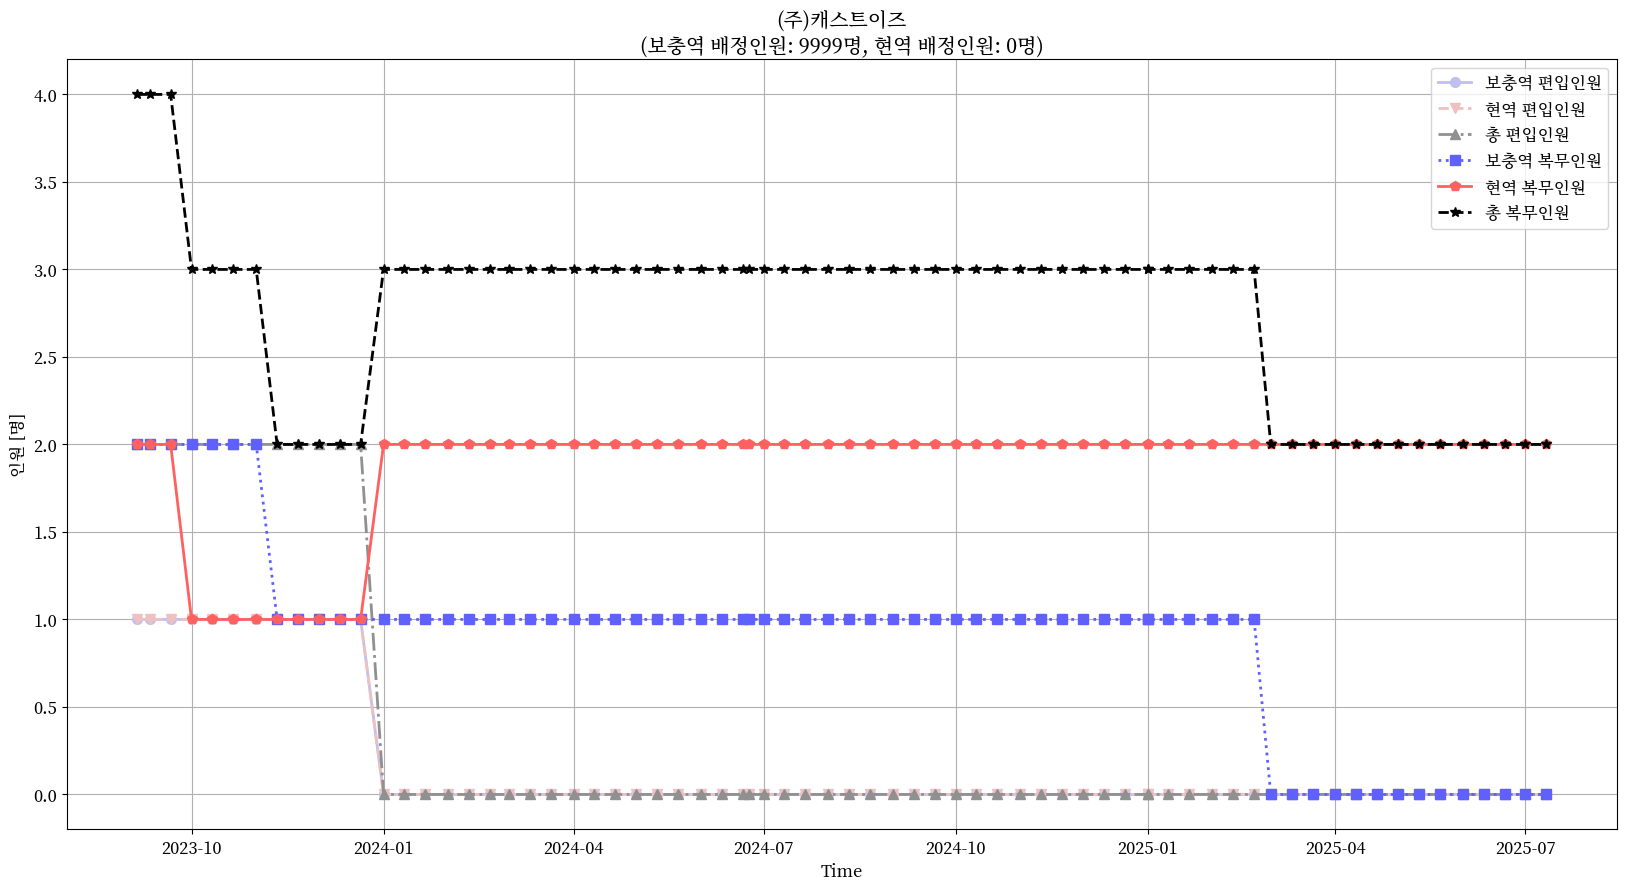 (주)캐스트이즈
(보충역 배정인원: 9999명, 현역 배정인원: 0명)
보충역 편입인원
현역 편입인원
총 편입인원
보충역 복무인원
현역 복무인원
총 복무인원
인원 [명]
4.0
3.5
3.0
2.5
2.0
1.5
1.0
0.5
0.0
2023-10
2024-01
2024-04
2024-07
2024-10
2025-01
2025-04
2025-07
Time